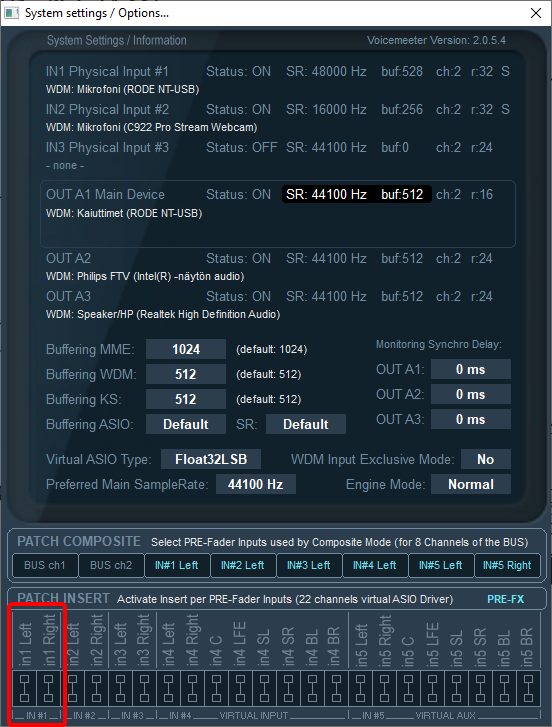 System settings / Options...
System Settings / Information Voicemeeter Version: 2.0.5.4
IN1 Physical Input #1 Status: ON SR: 48000 Hz buf:528 ch:2 r:32 S
WDM: Mikrofoni (RODE NT-USB)
IN2 Physical Input #2 Status: ON SR: 16000 Hz buf:256 ch:2 r:32 S
WDM: Mikrofoni (C922 Pro Stream Webcam)
IN3 Physical Input #3 Status: OFF SR: 44100 Hz buf:0 ch:2 r:24
- none -
OUT A1 Main Device Status: ON SR: 44100 Hz buf:512 ch:2 r:16
WDM: Kaiuttimet (RODE NT-USB)
OUT A2 Status: ON SR: 44100 Hz buf:512 ch:2 r:24
WDM: Philips FTV (Intel(R) -näytön audio)
OUT A3 Status: ON SR: 44100 Hz buf:512 ch:2 r:24
WDM: Speaker/HP (Realtek High Definition Audio)
Buffering MME: 1024 (default: 1024) Monitoring Synchro Delay:
Buffering WDM: 512 (default: 512) OUT A1: 0 ms
Buffering KS: 512 (default: 512) OUT A2: 0 ms
Buffering ASIO: Default SR: Default OUT A3: 0 ms
Virtual ASIO Type: Float32LSB WDM Input Exclusive Mode: No
Preferred Main SampleRate: 44100 Hz Engine Mode: Normal
PATCH COMPOSITE Select PRE-Fader Inputs used by Composite Mode (for 8 Channels of the BUS)
BUS ch1 BUS ch2 IN#1 Left IN#2 Left IN#3 Left IN#4 Left IN#5 Left IN#5 Right
PATCH INSERT Activate Insert per PRE-Fader Inputs (22 channels virtual ASIO Driver) PRE-FX
in1 Left in1 Right in2 Left in2 Right in3 Left in3 Right in4 Left in4 Right in4 C in4 LFE in4 SL in4 SR in4 BL in4 BR in5 Left in5 Right in5 C in5 LFE in5 SL in5 SR in5 BL in5 BR
IN #1 IN #2 IN #3 IN #4 VIRTUAL INPUT IN #5 VIRTUAL AUX